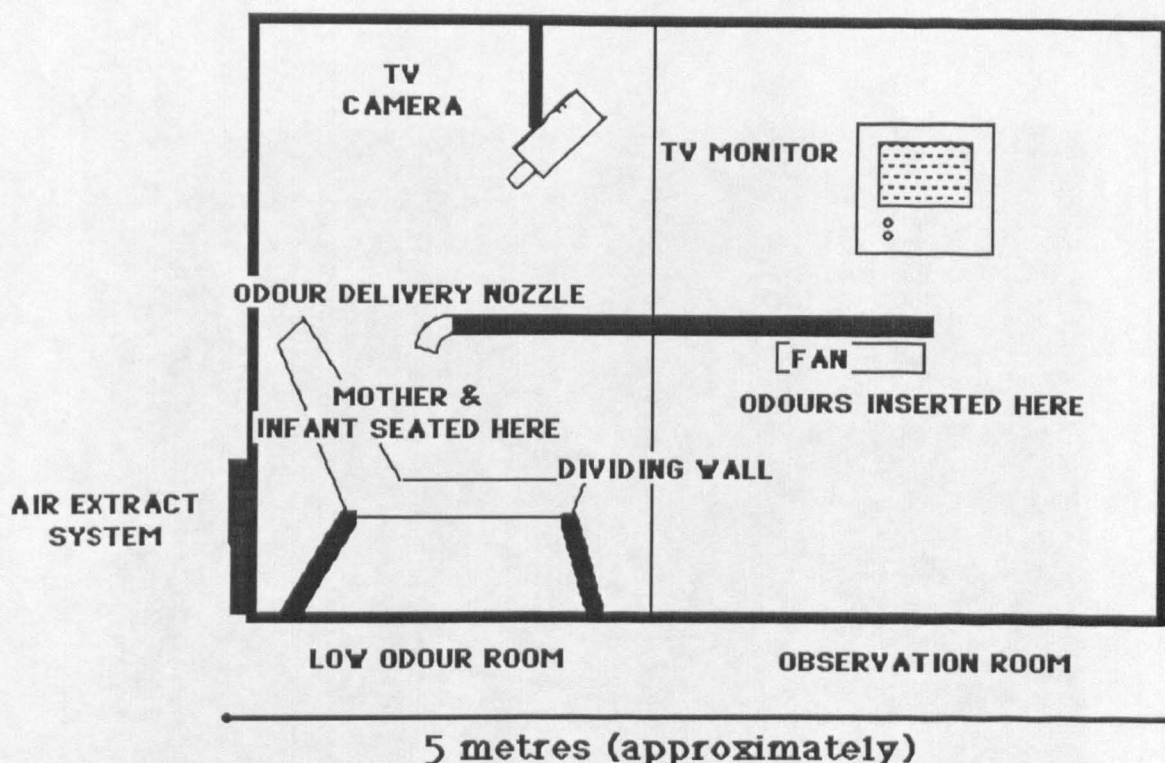 TV
CAMERA
TV MONITOR
ODOUR DELIVERY NOZZLE
FAN
MOTHER &
INFANT SEATED HERE
ODOURS INSERTED HERE
DIVIDING WALL
AIR EXTRACT
SYSTEM
LOW ODOUR ROOM
OBSERVATION ROOM
5 metres (approximately)